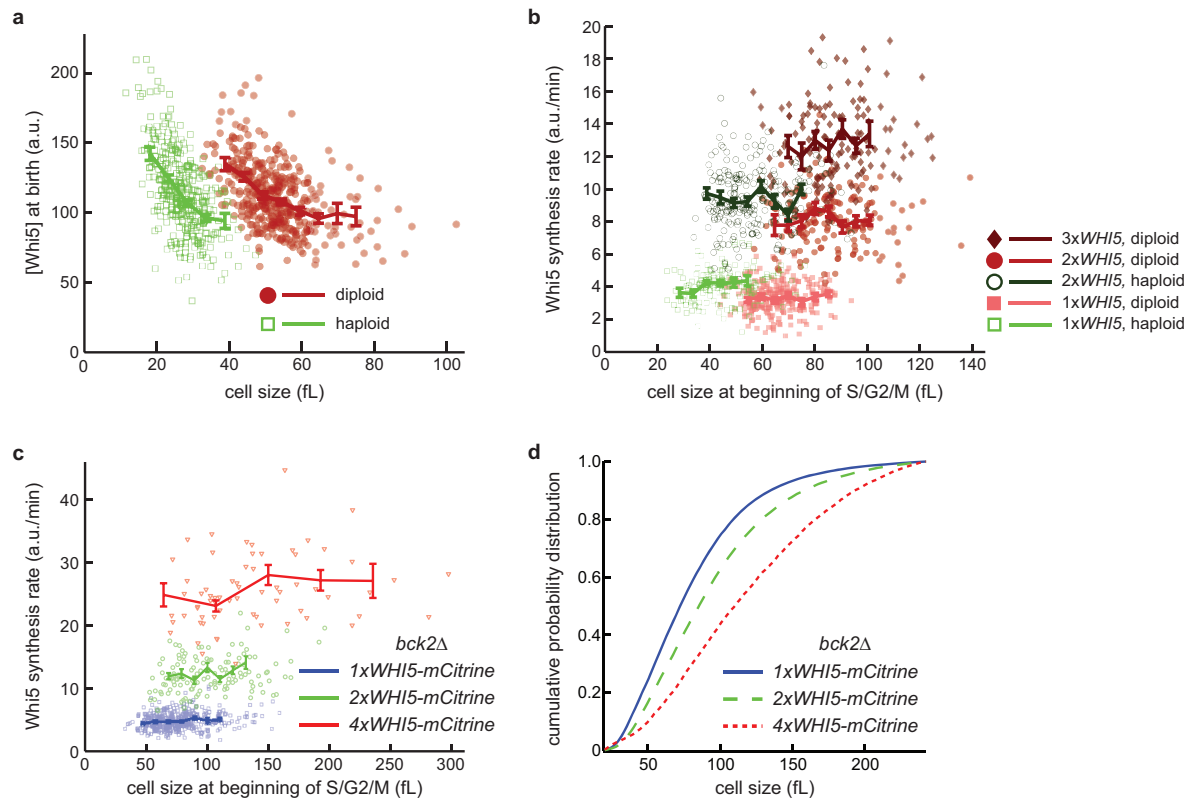 a
[Whi5] at birth (a.u.)
200
150
100
50
0
20
40
60
80
100
cell size (fL)
diploid
haploid
b
Whi5 synthesis rate (a.u./min)
20
18
16
14
12
10
8
6
4
2
0
0
20
40
60
80
100
120
140
cell size at beginning of S/G2/M (fL)
3xWHI5, diploid
2xWHI5, diploid
2xWHI5, haploid
1xWHI5, diploid
1xWHI5, haploid
c
Whi5 synthesis rate (a.u./min)
40
30
20
10
0
0
50
100
150
200
250
300
cell size at beginning of S/G2/M (fL)
bck2Δ
1xWHI5-mCitrine
2xWHI5-mCitrine
4xWHI5-mCitrine
d
cumulative probability distribution
1.0
0.8
0.6
0.4
0.2
0
50
100
150
200
cell size (fL)
bck2Δ
1xWHI5-mCitrine
2xWHI5-mCitrine
4xWHI5-mCitrine